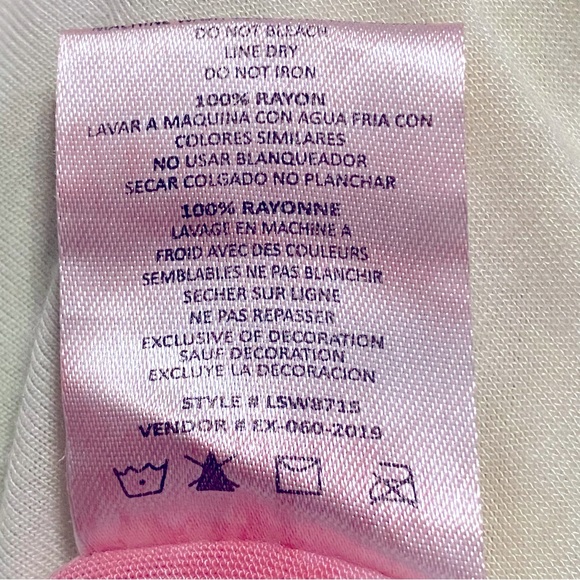 DO NOT BLEACH
LINE DRY
DO NOT IRON
100% RAYON
LAVAR A MAQUINA CON AGUA FRIA CON
COLORES SIMILARES
NO USAR BLANQUEADOR
SECAR COLGADO NO PLANCHAR
100% RAYONNE
LAVAGE EN MACHINE A
FROID AVEC DES COULEURS
SEMBLABLES NE PAS BLANCHIR
SECHER SUR LIGNE
NE PAS REPASSER
EXCLUSIVE OF DECORATION
SAUF DECORATION
EXCLUYE LA DECORACION
STYLE # LSW8715
VENDOR # EX-060-2019